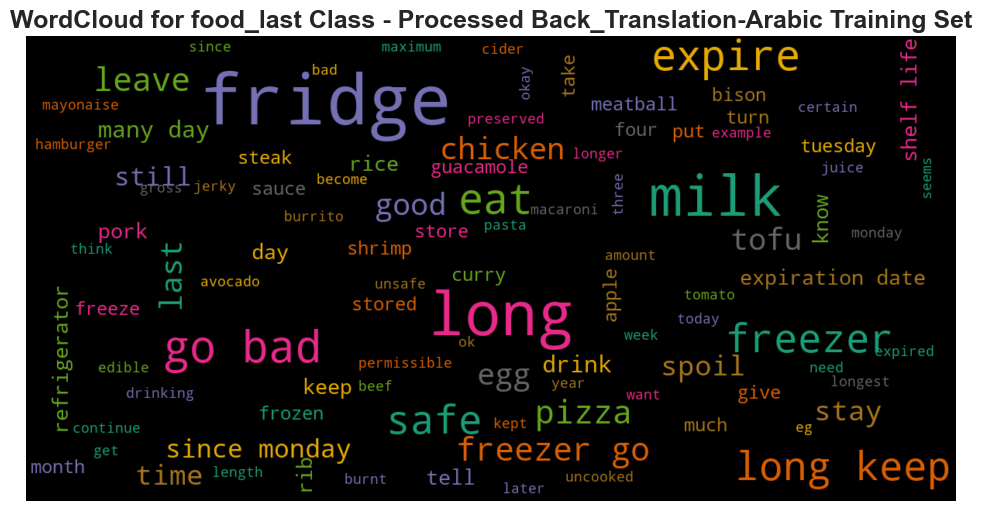 WordCloud for food_last Class - Processed Back_Translation-Arabic Training Set
since
maximum
cider
expire
shelf life
leave
fridge
bad
okay
take
mayonaise
meatball
bison
certain
many day
preserved
turn
hamburger
four
put
example
tuesday
steak
rice
chicken
longer
guacamole
juice
still
gross
jerky
become
sauce
three
seems
good
eat
macaroni
milk
know
burrito
pork
store
pasta
tofu
monday
think
last
day
shrimp
amount
avocado
unsafe
curry
apple
expiration date
refrigerator
freeze
stored
long
tomato
today
go bad
ok
week
freezer
expired
edible
permissible
drink
spoil
need
drinking
keep
beef
egg
year
want
give
longest
frozen
safe
kept
pizza
much
eg
stay
continue
get
since monday
freezer go
month
time
length
rib
burnt
tell
later
uncooked
long keep